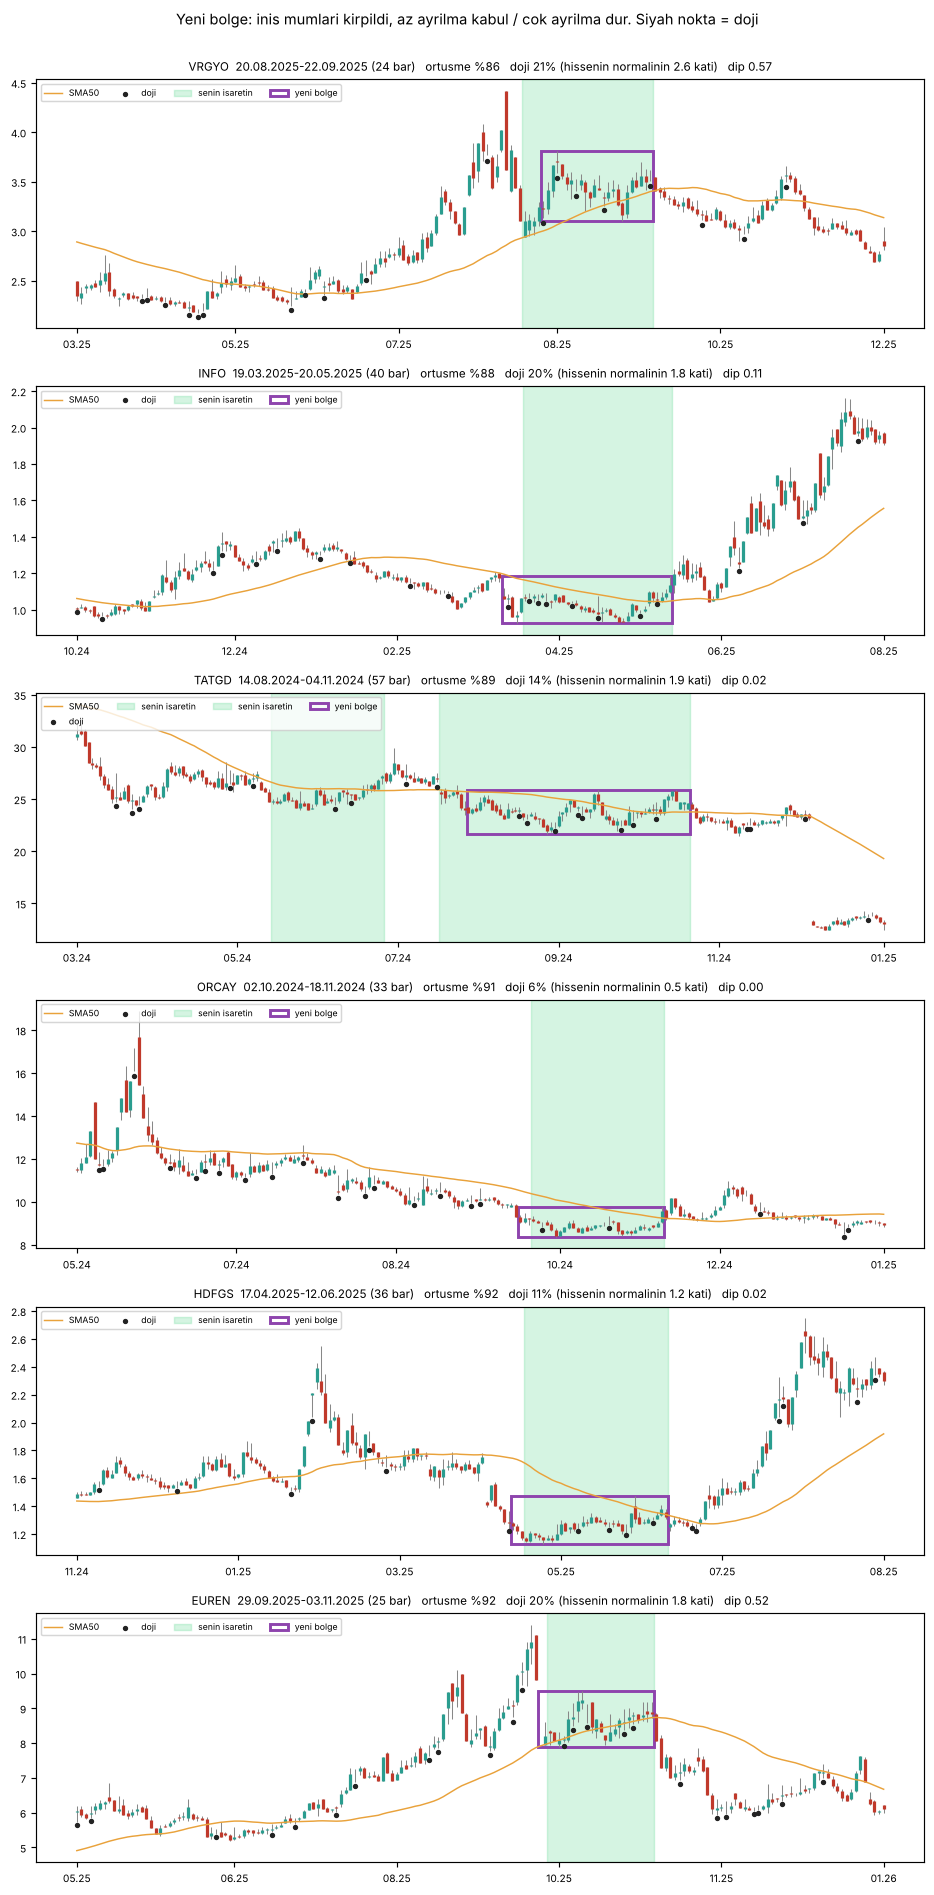 Yeni bolge: inis mumlari kirpildi, az ayrilma kabul / cok ayrilma dur. Siyah nokta = doji
VRGYO 20.08.2025-22.09.2025 (24 bar) ortusme %86 doji 21% (hissenin normalinin 2.6 kati) dip 0.57
SMA50 doji senin isaretin yeni bolge
4.5
4.0
3.5
3.0
2.5
03.25 05.25 07.25 08.25 10.25 12.25
INFO 19.03.2025-20.05.2025 (40 bar) ortusme %88 doji 20% (hissenin normalinin 1.8 kati) dip 0.11
SMA50 doji senin isaretin yeni bolge
2.2
2.0
1.8
1.6
1.4
1.2
1.0
10.24 12.24 02.25 04.25 06.25 08.25
TATGD 14.08.2024-04.11.2024 (57 bar) ortusme %89 doji 14% (hissenin normalinin 1.9 kati) dip 0.02
SMA50 senin isaretin senin isaretin yeni bolge
doji
35
30
25
20
15
03.24 05.24 07.24 09.24 11.24 01.25
ORCAY 02.10.2024-18.11.2024 (33 bar) ortusme %91 doji 6% (hissenin normalinin 0.5 kati) dip 0.00
SMA50 doji senin isaretin yeni bolge
18
16
14
12
10
8
05.24 07.24 08.24 10.24 12.24 01.25
HDFGS 17.04.2025-12.06.2025 (36 bar) ortusme %92 doji 11% (hissenin normalinin 1.2 kati) dip 0.02
SMA50 doji senin isaretin yeni bolge
2.8
2.6
2.4
2.2
2.0
1.8
1.6
1.4
1.2
11.24 01.25 03.25 05.25 07.25 08.25
EUREN 29.09.2025-03.11.2025 (25 bar) ortusme %92 doji 20% (hissenin normalinin 1.8 kati) dip 0.52
SMA50 doji senin isaretin yeni bolge
11
10
9
8
7
6
5
05.25 06.25 08.25 10.25 11.25 01.26